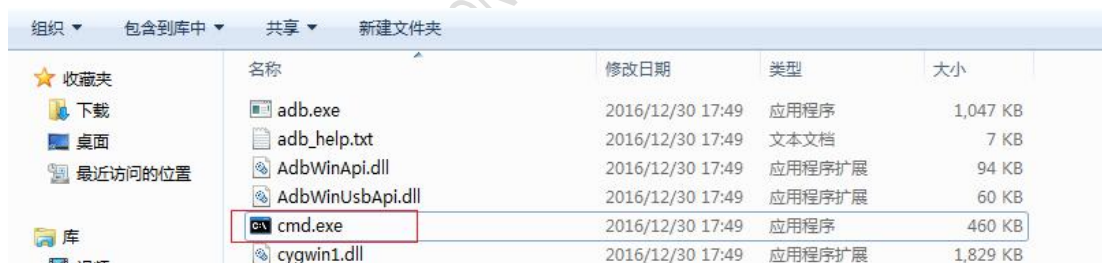 组织 包含到库中 共享 新建文件夹
收藏夹
下载
桌面
最近访问的位置
库
名称 修改日期 类型 大小
adb.exe 2016/12/30 17:49 应用程序 1,047 KB
adb_help.txt 2016/12/30 17:49 文本文档 7 KB
AdbWinApi.dll 2016/12/30 17:49 应用程序扩展 94 KB
AdbWinUsbApi.dll 2016/12/30 17:49 应用程序扩展 60 KB
cmd.exe 2016/12/30 17:49 应用程序 460 KB
cygwin1.dll 2016/12/30 17:49 应用程序扩展 1,829 KB